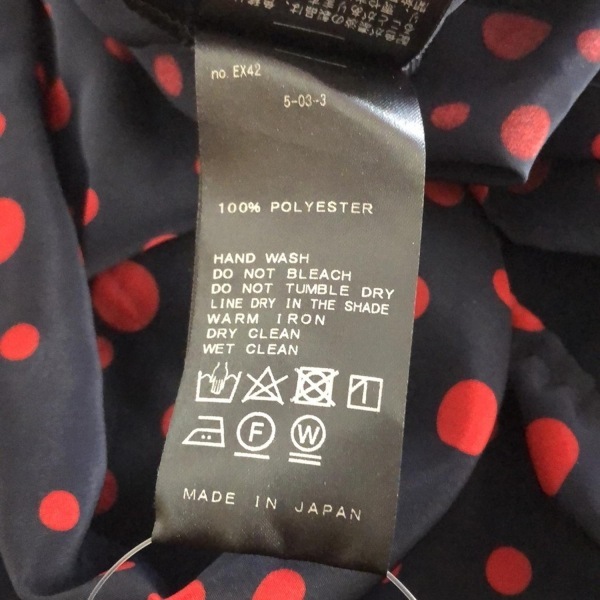 no. EX42
5-03-3
100% POLYESTER
HAND WASH
DO NOT BLEACH
DO NOT TUMBLE DRY
LINE DRY IN THE SHADE
WARM IRON
DRY CLEAN
WET CLEAN
F
W
MADE IN JAPAN